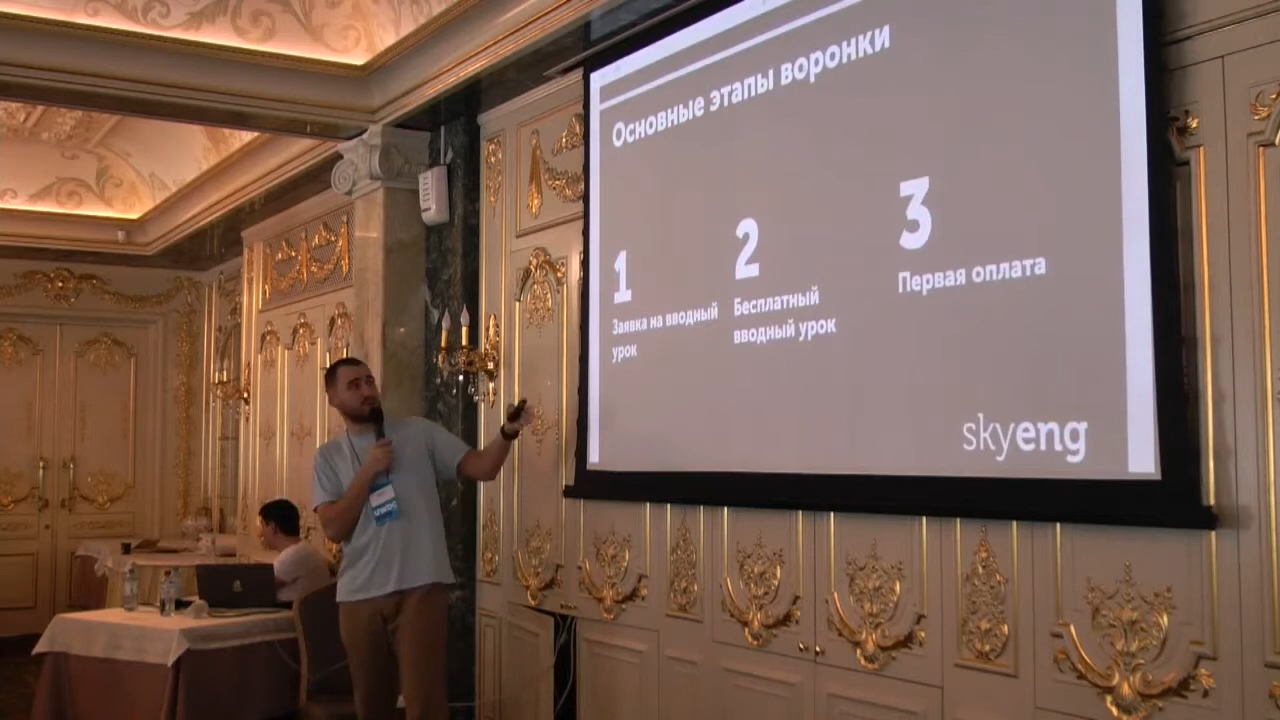 Основные этапы воронки
1
Заявка на вводный
урок
2
Бесплатный
вводный урок
3
Первая оплата
skyeng